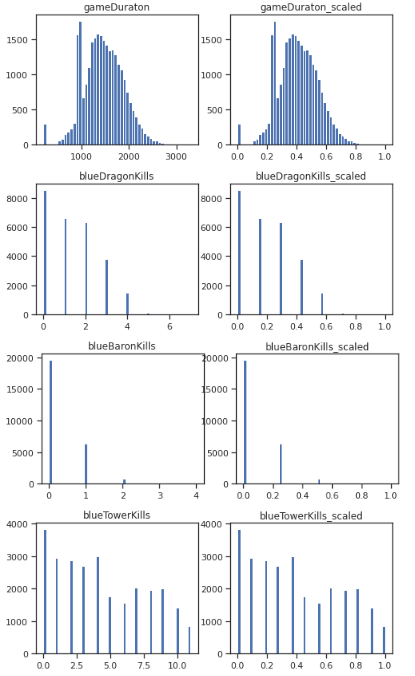 gameDuraton gameDuraton_scaled
1500 1500
1000 1000
500 500
0 0
1000 2000 3000 0.0 0.2 0.4 0.6 0.8 1.0
blueDragonKills blueDragonKills_scaled
8000 8000
6000 6000
4000 4000
2000 2000
0 0
0 2 4 6 0.0 0.2 0.4 0.6 0.8 1.0
blueBaronKills blueBaronKills_scaled
20000 20000
15000 15000
10000 10000
5000 5000
0 0
0 1 2 3 4 0.0 0.2 0.4 0.6 0.8 1.0
blueTowerKills blueTowerKills_scaled
4000 4000
3000 3000
2000 2000
1000 1000
0 0
0.0 2.5 5.0 7.5 10.0 0.0 0.2 0.4 0.6 0.8 1.0